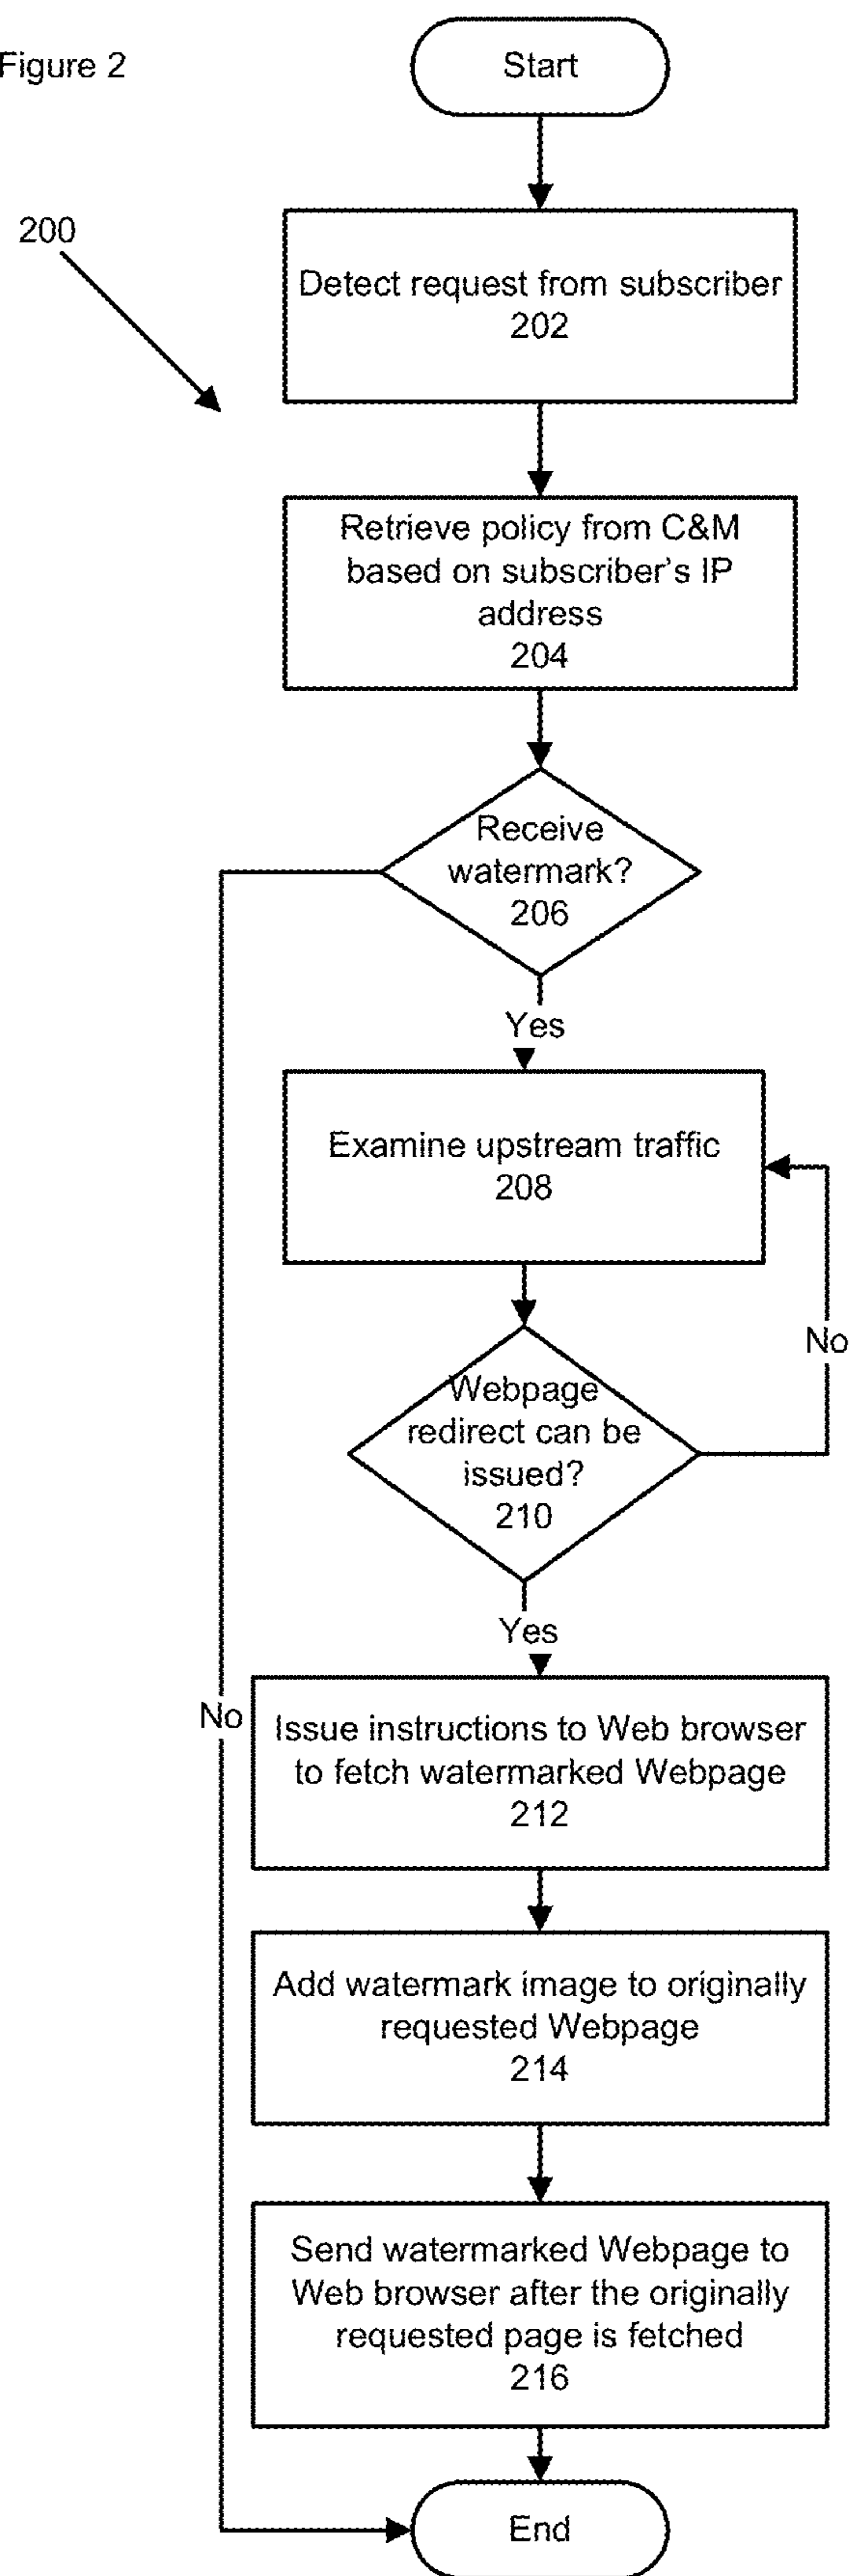 Figure 2
Start
200
Detect request from subscriber
202
Retrieve policy from C&M
based on subscriber's IP
address
204
Receive
watermark?
206
Yes
Examine upstream traffic
208
No
Webpage
redirect can be
issued?
210
Yes
No
Issue instructions to Web browser
to fetch watermarked Webpage
212
Add watermark image to originally
requested Webpage
214
Send watermarked Webpage to
Web browser after the originally
requested page is fetched
216
End